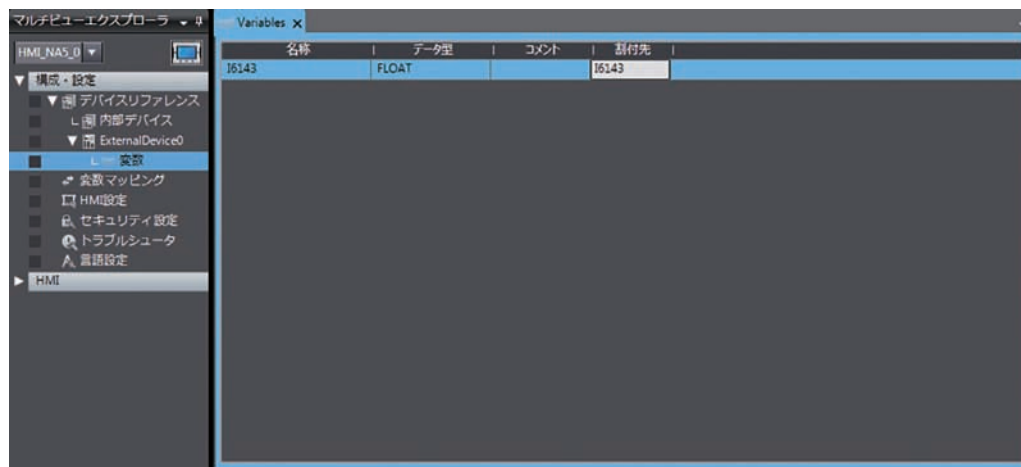 マルチビューエクスプローラ
HMI_NA5_0
構成・設定
デバイスリファレンス
内部デバイス
ExternalDevice0
変数
変数マッピング
HMI設定
セキュリティ設定
トラブルシュータ
言語設定
HMI
Variables
名称 データ型 コメント 割付先
I6143 FLOAT I6143